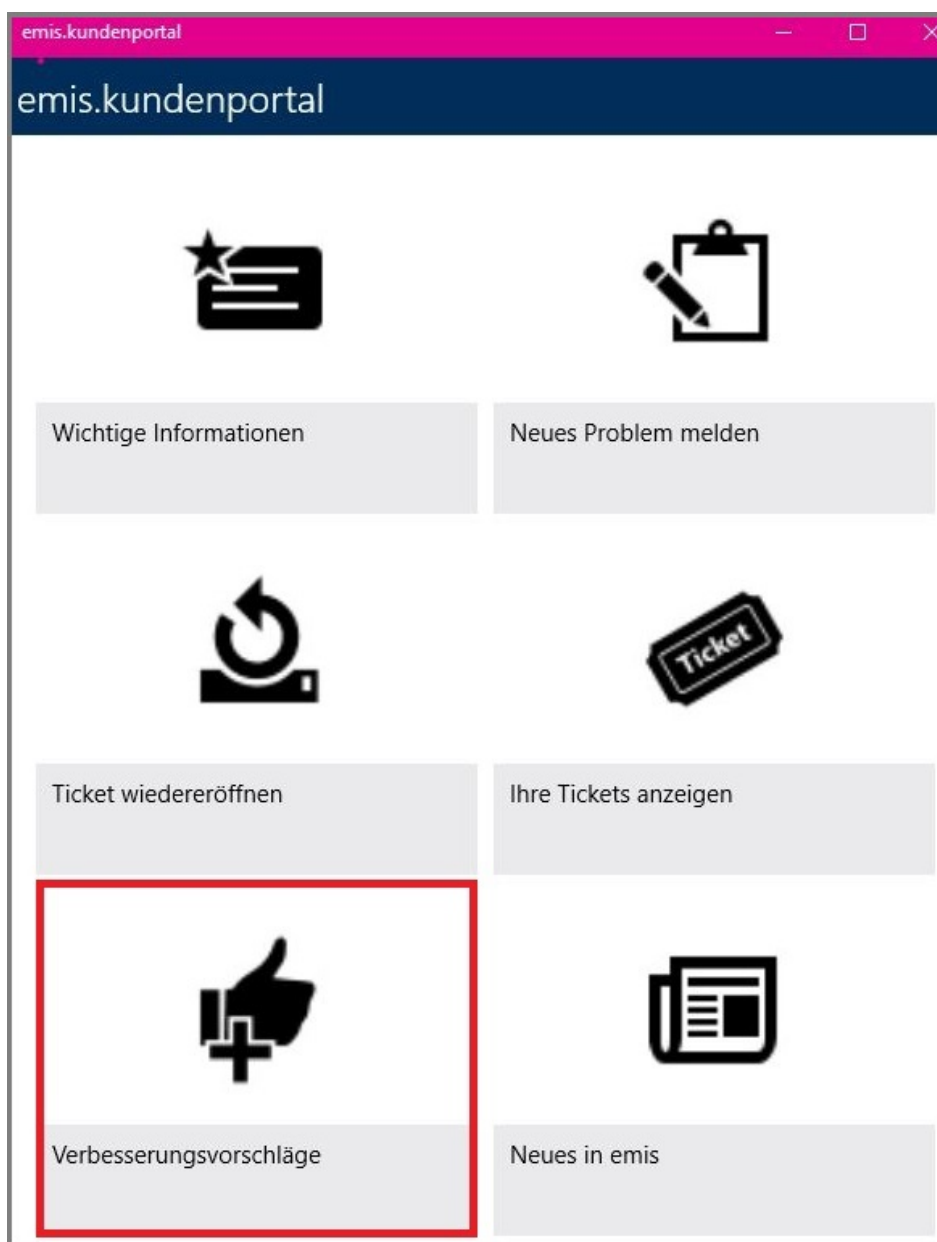 emis.kundenportal
emis.kundenportal
Wichtige Informationen
Neues Problem melden
Ticket
Ticket wiedereröffnen
Ihre Tickets anzeigen
Verbesserungsvorschläge
Neues in emis